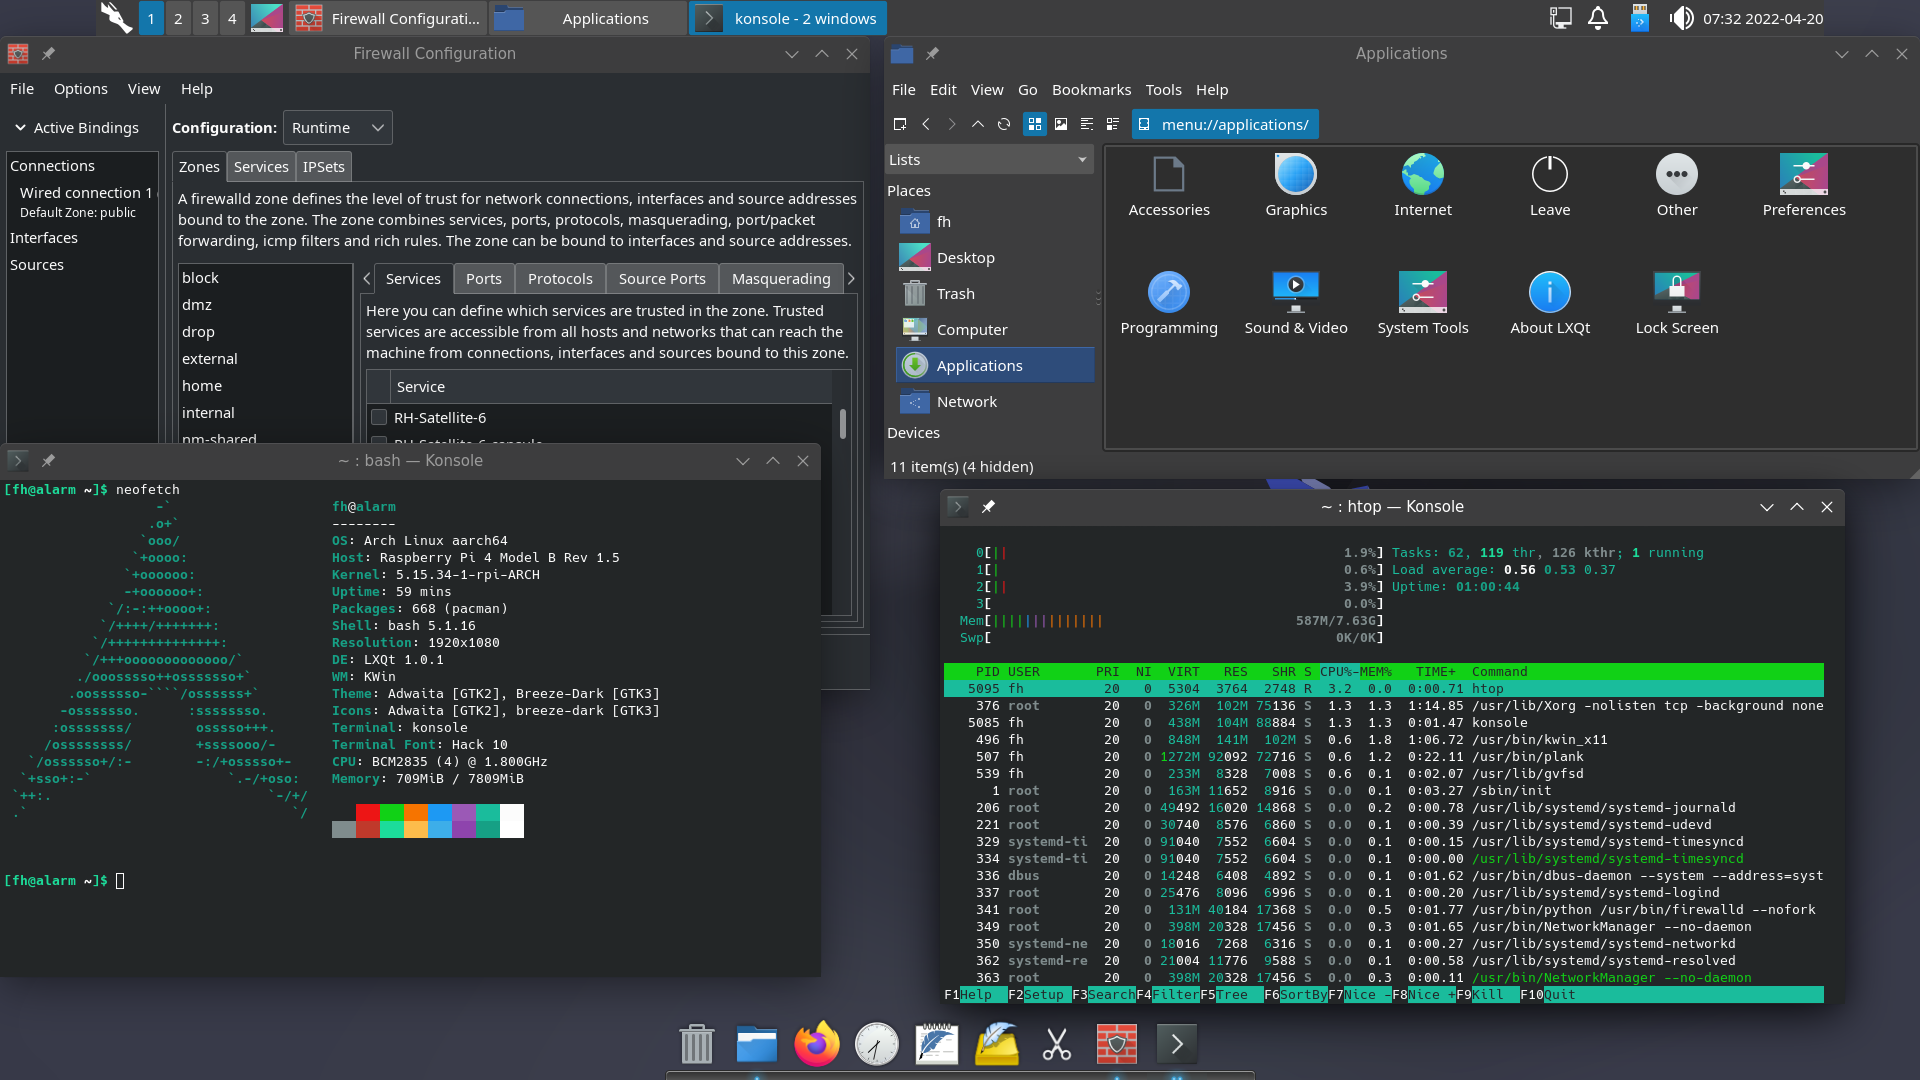 1 2 3 4 Firewall Configurati... Applications konsole - 2 windows 07:32 2022-04-20
Firewall Configuration
File Options View Help
Active Bindings
Configuration: Runtime
Connections
Wired connection 1
Default Zone: public
Interfaces
Sources
Zones Services IPSets
A firewalld zone defines the level of trust for network connections, interfaces and source addresses
bound to the zone. The zone combines services, ports, protocols, masquerading, port/packet
forwarding, icmp filters and rich rules. The zone can be bound to interfaces and source addresses.
block
dmz
drop
external
home
internal
nm-shared
Services Ports Protocols Source Ports Masquerading
Here you can define which services are trusted in the zone. Trusted
services are accessible from all hosts and networks that can reach the
machine from connections, interfaces and sources bound to this zone.
Service
RH-Satellite-6
RH-Satellite-6-capsule
Applications
File Edit View Go Bookmarks Tools Help
menu://applications/
Lists
Places
fh
Desktop
Trash
Computer
Applications
Network
Devices
Accessories Graphics Internet Leave Other Preferences
Programming Sound & Video System Tools About LXQt Lock Screen
11 item(s) (4 hidden)
~ : bash — Konsole
[fh@alarm ~]$ neofetch
-` fh@alarm
.o+` --------
`ooo/ OS: Arch Linux aarch64
`+oooo: Host: Raspberry Pi 4 Model B Rev 1.5
`+oooooo: Kernel: 5.15.34-1-rpi-ARCH
-+oooooo+: Uptime: 59 mins
`/:-:++oooo+: Packages: 668 (pacman)
`/++++/+++++++: Shell: bash 5.1.16
`/++++++++++++++: Resolution: 1920x1080
`/+++ooooooooooooo/` DE: LXQt 1.0.1
./ooosssso++osssssso+` WM: KWin
.oossssso-````/ossssss+` Theme: Adwaita [GTK2], Breeze-Dark [GTK3]
-osssssso. :ssssssso. Icons: Adwaita [GTK2], breeze-dark [GTK3]
:osssssss/ osssso+++. Terminal: konsole
/ossssssss/ +ssssooo/- Terminal Font: Hack 10
`/ossssso+/:- -:/+osssso+- CPU: BCM2835 (4) @ 1.800GHz
`+sso+:-` `.-/+oso: Memory: 709MiB / 7809MiB
`++:. `-/+/
.` `/
[fh@alarm ~]$
~ : htop — Konsole
0[|| 1.9%] Tasks: 62, 119 thr, 126 kthr; 1 running
1[| 0.6%] Load average: 0.56 0.53 0.37
2[|| 3.9%] Uptime: 01:00:44
3[ 0.0%]
Mem[|||||||||||||| 587M/7.63G]
Swp[ 0K/0K]
PID USER PRI NI VIRT RES SHR S CPU%-MEM% TIME+ Command
5095 fh 20 0 5304 3764 2748 R 3.2 0.0 0:00.71 htop
376 root 20 0 326M 102M 75136 S 1.3 1.3 1:14.85 /usr/lib/Xorg -nolisten tcp -background none
5085 fh 20 0 438M 104M 88884 S 1.3 1.3 0:01.47 konsole
496 fh 20 0 848M 141M 102M S 0.6 1.8 1:06.72 /usr/bin/kwin_x11
507 fh 20 0 1272M 92092 72716 S 0.6 1.2 0:22.11 /usr/bin/plank
539 fh 20 0 233M 8328 7008 S 0.6 0.1 0:02.07 /usr/lib/gvfsd
1 root 20 0 163M 11652 8916 S 0.0 0.1 0:03.27 /sbin/init
206 root 20 0 49492 16020 14868 S 0.0 0.2 0:00.78 /usr/lib/systemd/systemd-journald
221 root 20 0 30740 8576 6860 S 0.0 0.1 0:00.39 /usr/lib/systemd/systemd-udevd
329 systemd-ti 20 0 91040 7552 6604 S 0.0 0.1 0:00.15 /usr/lib/systemd/systemd-timesyncd
334 systemd-ti 20 0 91040 7552 6604 S 0.0 0.1 0:00.00 /usr/lib/systemd/systemd-timesyncd
336 dbus 20 0 14248 6408 4892 S 0.0 0.1 0:01.62 /usr/bin/dbus-daemon --system --address=syst
337 root 20 0 25476 8096 6996 S 0.0 0.1 0:00.20 /usr/lib/systemd/systemd-logind
341 root 20 0 131M 40184 17368 S 0.0 0.5 0:01.77 /usr/bin/python /usr/bin/firewalld --nofork
349 root 20 0 398M 20328 17456 S 0.0 0.3 0:01.65 /usr/bin/NetworkManager --no-daemon
350 systemd-ne 20 0 18016 7268 6316 S 0.0 0.1 0:00.27 /usr/lib/systemd/systemd-networkd
362 systemd-re 20 0 21004 11776 9588 S 0.0 0.1 0:00.58 /usr/lib/systemd/systemd-resolved
363 root 20 0 398M 20328 17456 S 0.0 0.3 0:00.11 /usr/bin/NetworkManager --no-daemon
F1Help F2Setup F3SearchF4FilterF5Tree F6SortByF7Nice -F8Nice +F9Kill F10Quit